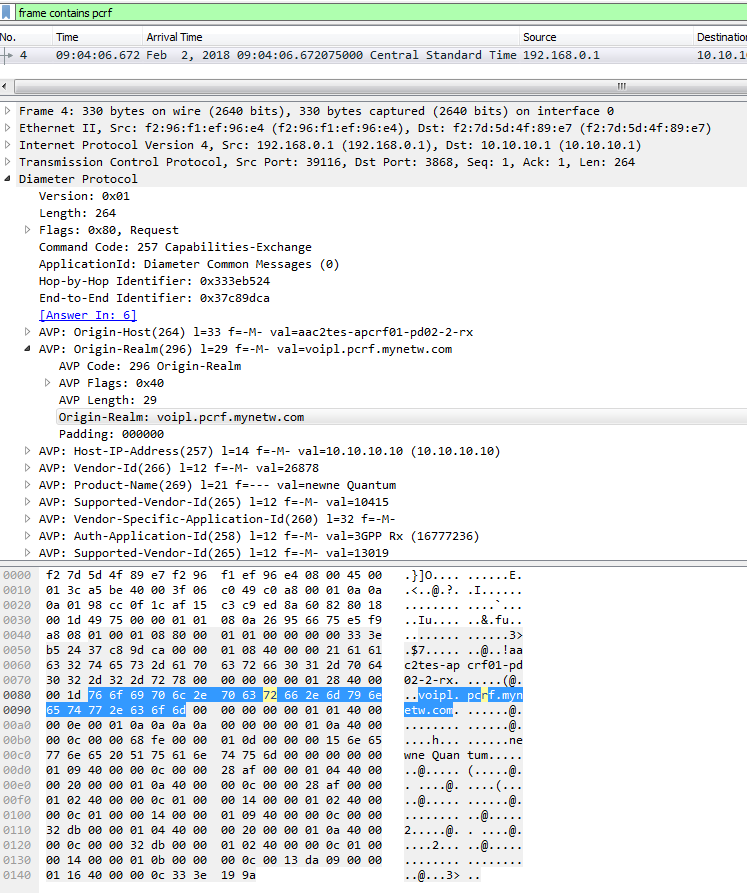 frame contains pcrf
No. Time Arrival Time Source Destination
4 09:04:06.672 Feb 2, 2018 09:04:06.672075000 Central Standard Time 192.168.0.1 10.10.10
Frame 4: 330 bytes on wire (2640 bits), 330 bytes captured (2640 bits) on interface 0
Ethernet II, Src: f2:96:f1:ef:96:e4 (f2:96:f1:ef:96:e4), Dst: f2:7d:5d:4f:89:e7 (f2:7d:5d:4f:89:e7)
Internet Protocol Version 4, Src: 192.168.0.1 (192.168.0.1), Dst: 10.10.10.1 (10.10.10.1)
Transmission Control Protocol, Src Port: 39116, Dst Port: 3868, Seq: 1, Ack: 1, Len: 264
Diameter Protocol
Version: 0x01
Length: 264
Flags: 0x80, Request
Command Code: 257 Capabilities-Exchange
ApplicationId: Diameter Common Messages (0)
Hop-by-Hop Identifier: 0x333eb524
End-to-End Identifier: 0x37c89dca
[Answer In: 6]
AVP: Origin-Host(264) l=33 f=-M- val=aac2tes-apcrf01-pd02-2-rx
AVP: Origin-Realm(296) l=29 f=-M- val=voipl.pcrf.mynetw.com
AVP Code: 296 Origin-Realm
AVP Flags: 0x40
AVP Length: 29
Origin-Realm: voipl.pcrf.mynetw.com
Padding: 000000
AVP: Host-IP-Address(257) l=14 f=-M- val=10.10.10.10 (10.10.10.10)
AVP: Vendor-Id(266) l=12 f=-M- val=26878
AVP: Product-Name(269) l=21 f=--- val=newne Quantum
AVP: Supported-Vendor-Id(265) l=12 f=-M- val=10415
AVP: Vendor-Specific-Application-Id(260) l=32 f=-M-
AVP: Auth-Application-Id(258) l=12 f=-M- val=3GPP Rx (16777236)
AVP: Supported-Vendor-Id(265) l=12 f=-M- val=13019
0000 f2 7d 5d 4f 89 e7 f2 96 f1 ef 96 e4 08 00 45 00 .}]O.... ......E.
0010 01 3c a5 be 40 00 3f 06 c0 49 c0 a8 00 01 0a 0a .<..@.?. .I......
0020 0a 01 98 cc 0f 1c af 15 c3 c9 ed 8a 60 82 80 18 ........ ....`...
0030 00 1d 49 75 00 00 01 01 08 0a 26 95 66 75 e5 f9 ..Iu.... ..&.fu..
0040 a8 08 01 00 01 08 80 00 01 01 00 00 00 00 33 3e ........ ......3>
0050 b5 24 37 c8 9d ca 00 00 01 08 40 00 00 21 61 61 .$7..... ..@..!aa
0060 63 32 74 65 73 2d 61 70 63 72 66 30 31 2d 70 64 c2tes-ap crf01-pd
0070 30 32 2d 32 2d 72 78 00 00 00 00 00 01 28 40 00 02-2-rx. .....(@.
0080 00 1d 76 6f 69 70 6c 2e 70 63 72 66 2e 6d 79 6e ..voipl. pcrf.myn
0090 65 74 77 2e 63 6f 6d 00 00 00 00 00 01 01 40 00 etw.com. ......@.
00a0 00 0e 00 01 0a 0a 0a 0a 00 00 00 00 01 0a 40 00 ........ ......@.
00b0 00 0c 00 00 68 fe 00 00 01 0d 00 00 00 15 6e 65 ....h... ......ne
00c0 77 6e 65 20 51 75 61 6e 74 75 6d 00 00 00 00 00 wne Quan tum.....
00d0 01 09 40 00 00 0c 00 00 28 af 00 00 01 04 40 00 ..@..... (.....@.
00e0 00 20 00 00 01 0a 40 00 00 0c 00 00 28 af 00 00 . ....@. ....(...
00f0 01 02 40 00 00 0c 01 00 00 14 00 00 01 02 40 00 ..@..... ......@.
0100 00 0c 01 00 00 14 00 00 01 09 40 00 00 0c 00 00 ........ ..@.....
0110 32 db 00 00 01 04 40 00 00 20 00 00 01 0a 40 00 2.....@. . ....@.
0120 00 0c 00 00 32 db 00 00 01 02 40 00 00 0c 01 00 ....2... ..@.....
0130 00 14 00 00 01 0b 00 00 00 0c 00 13 da 09 00 00 ........ ........
0140 01 16 40 00 00 0c 33 3e 19 9a ..@...3> ..